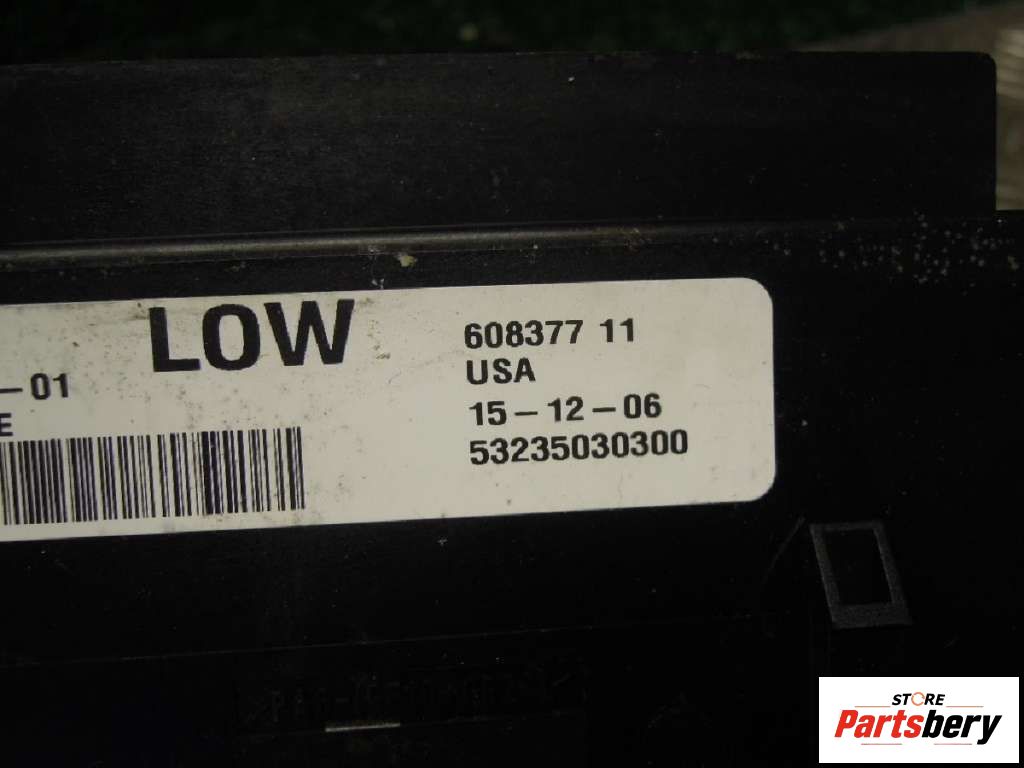 LOW
608377 11
USA
15-12-06
53235030300
-01
E
STORE
Partsbery